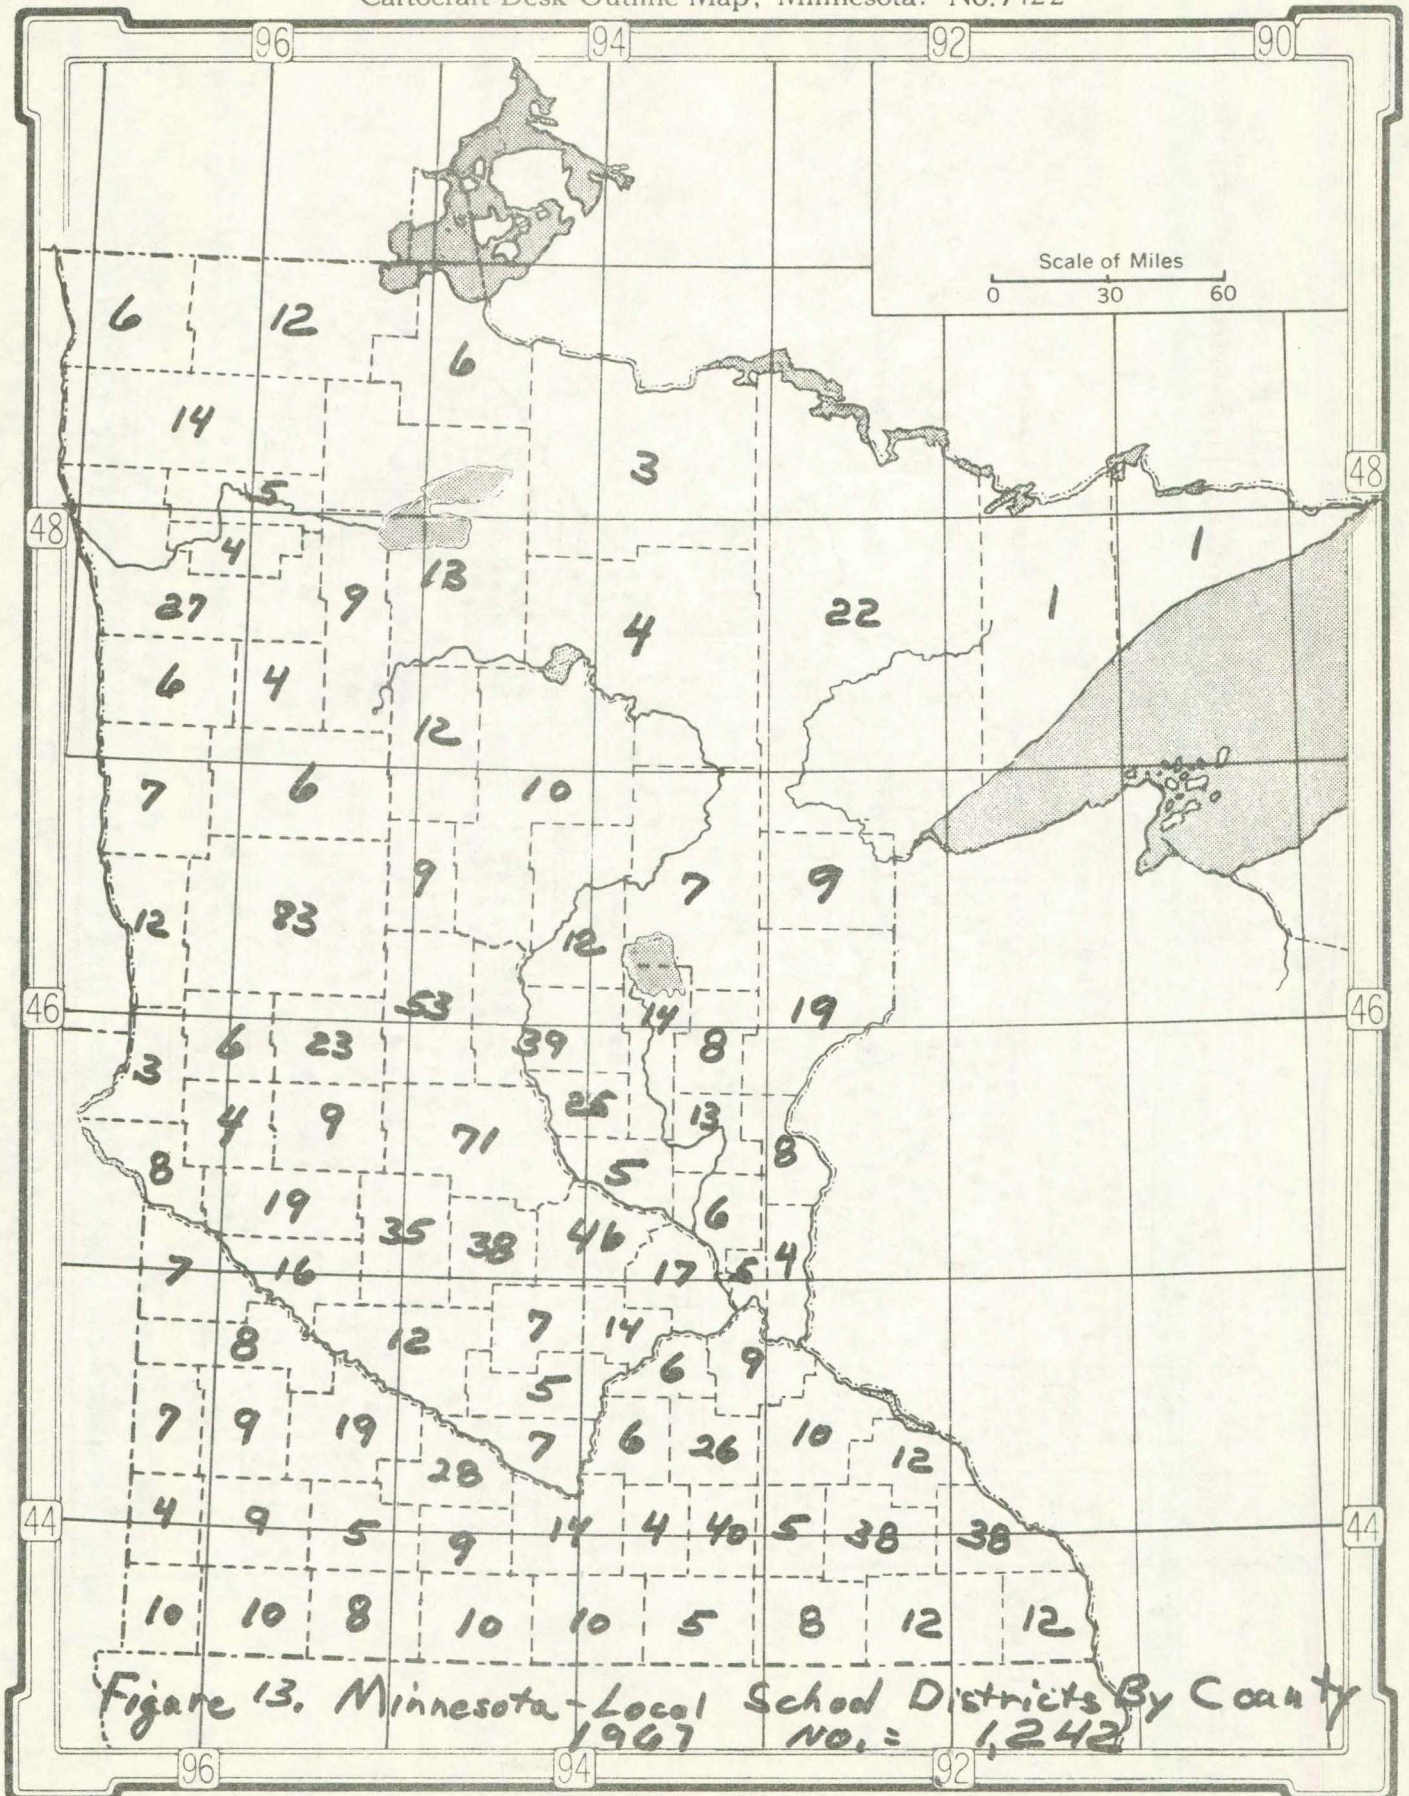 Cartocraft Desk Outline Map, Minnesota. No. 7422
96 94 92 90
Scale of Miles
0 30 60
6 12
6
14
3 48
5
48
4 1
13
27 9 22 1
4
6 4
12
7 6 10
9 7 9
12 83 12
53
46 14 19 46
6 23 39 8
3
4 9 25 13
71 8
8 5
19 35 6
38 46
7 16 17 5 4
8 12 7 14
5 6 9
7 9 19 7 6 26 10
28 12
4 9 5 9 14 4 40 5 38 38
44 44
10 10 8 10 10 5 8 12 12
Figure 13. Minnesota - Local School Districts By County
1967 No. = 1,242
96 94 92